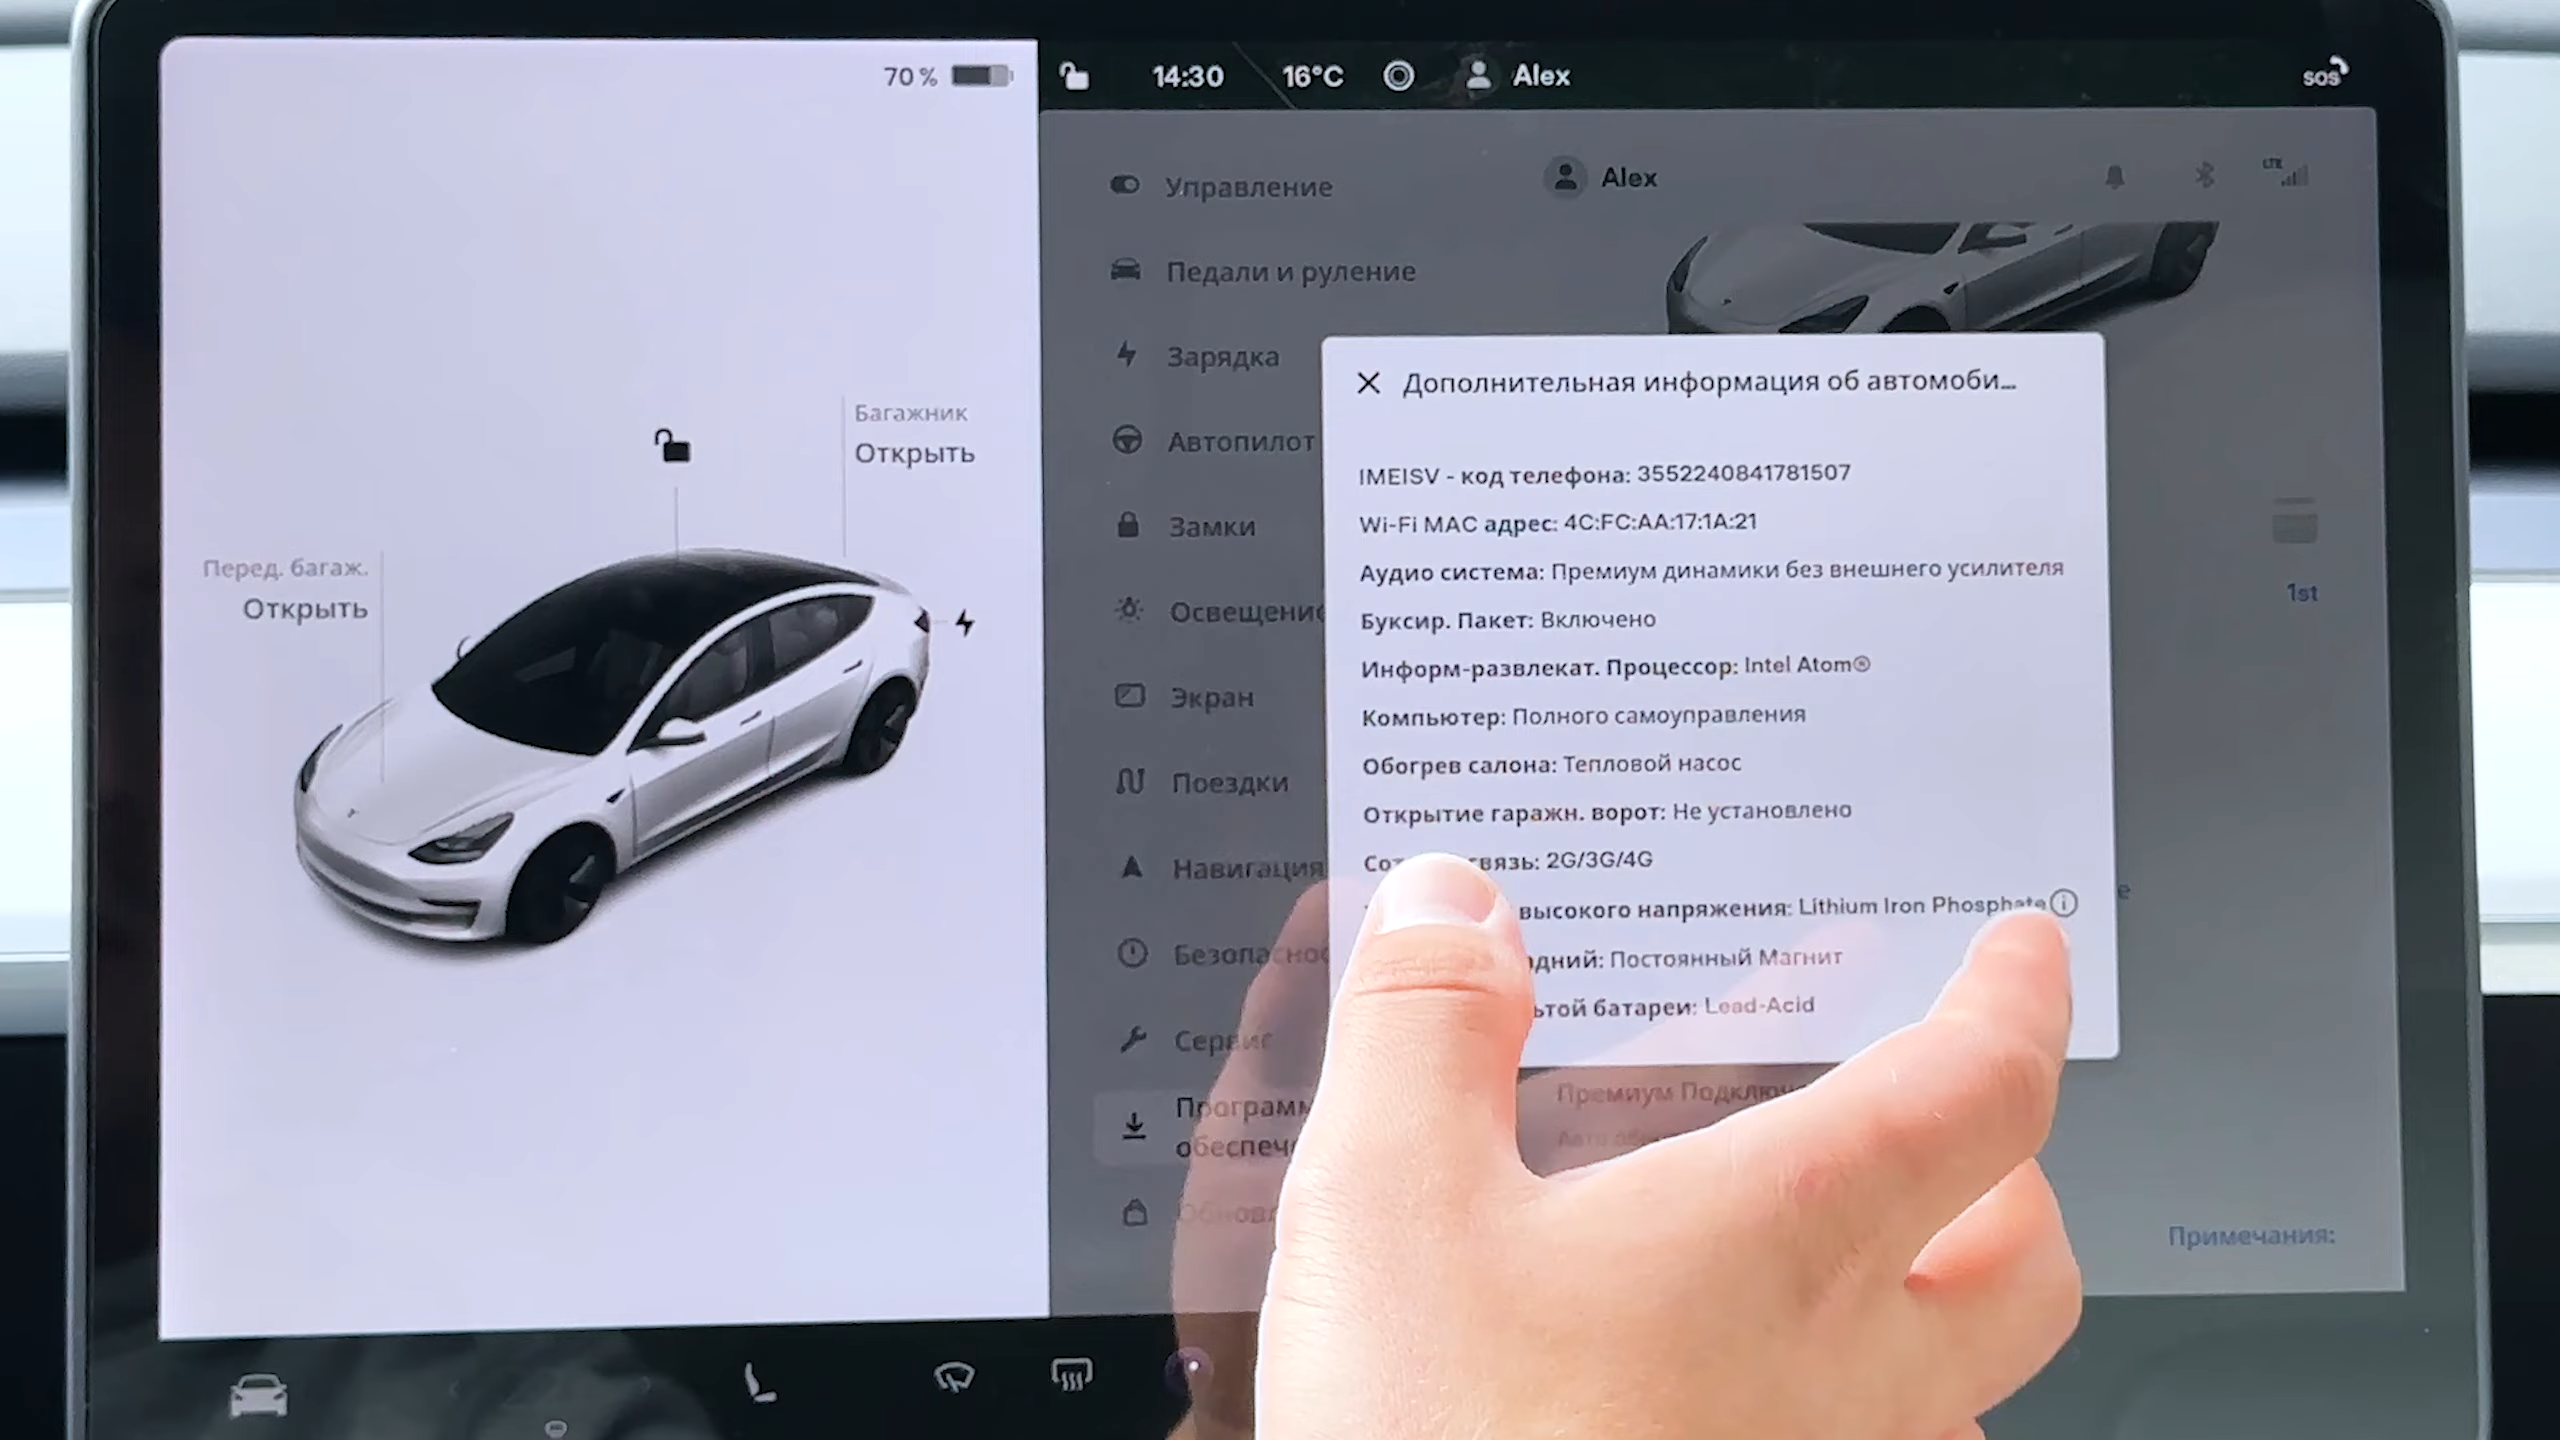 70 %
14:30
16°C
Alex
SOS
Багажник
Открыть
Перед. багаж.
Открыть
Управление
Педали и руление
Зарядка
Автопилот
Замки
Освещение
Экран
Поездки
Навигация
Сервис
Alex
LTE
1st
Дополнительная информация об автомоби...
IMEISV - код телефона: 3552240841781507
Wi-Fi MAC адрес: 4C:FC:AA:17:1A:21
Аудио система: Премиум динамики без внешнего усилителя
Буксир. Пакет: Включено
Информ-развлекат. Процессор: Intel Atom®
Компьютер: Полного самоуправления
Обогрев салона: Тепловой насос
Открытие гаражн. ворот: Не установлено
связь: 2G/3G/4G
высокого напряжения: Lithium Iron Phosphate
Постоянный Магнит
батареи: Lead-Acid
Премиум
Примечания: